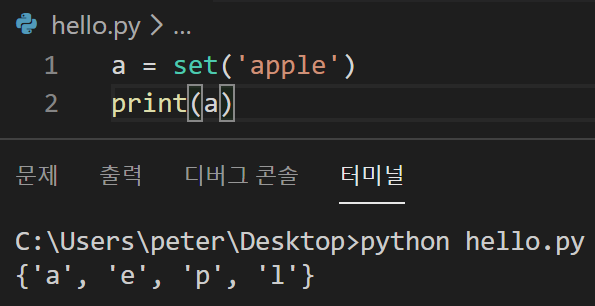 hello.py > ...
1 a = set('apple')
2 print(a)
문제 출력 디버그 콘솔 터미널
C:\Users\peter\Desktop>python hello.py
{'a', 'e', 'p', 'l'}